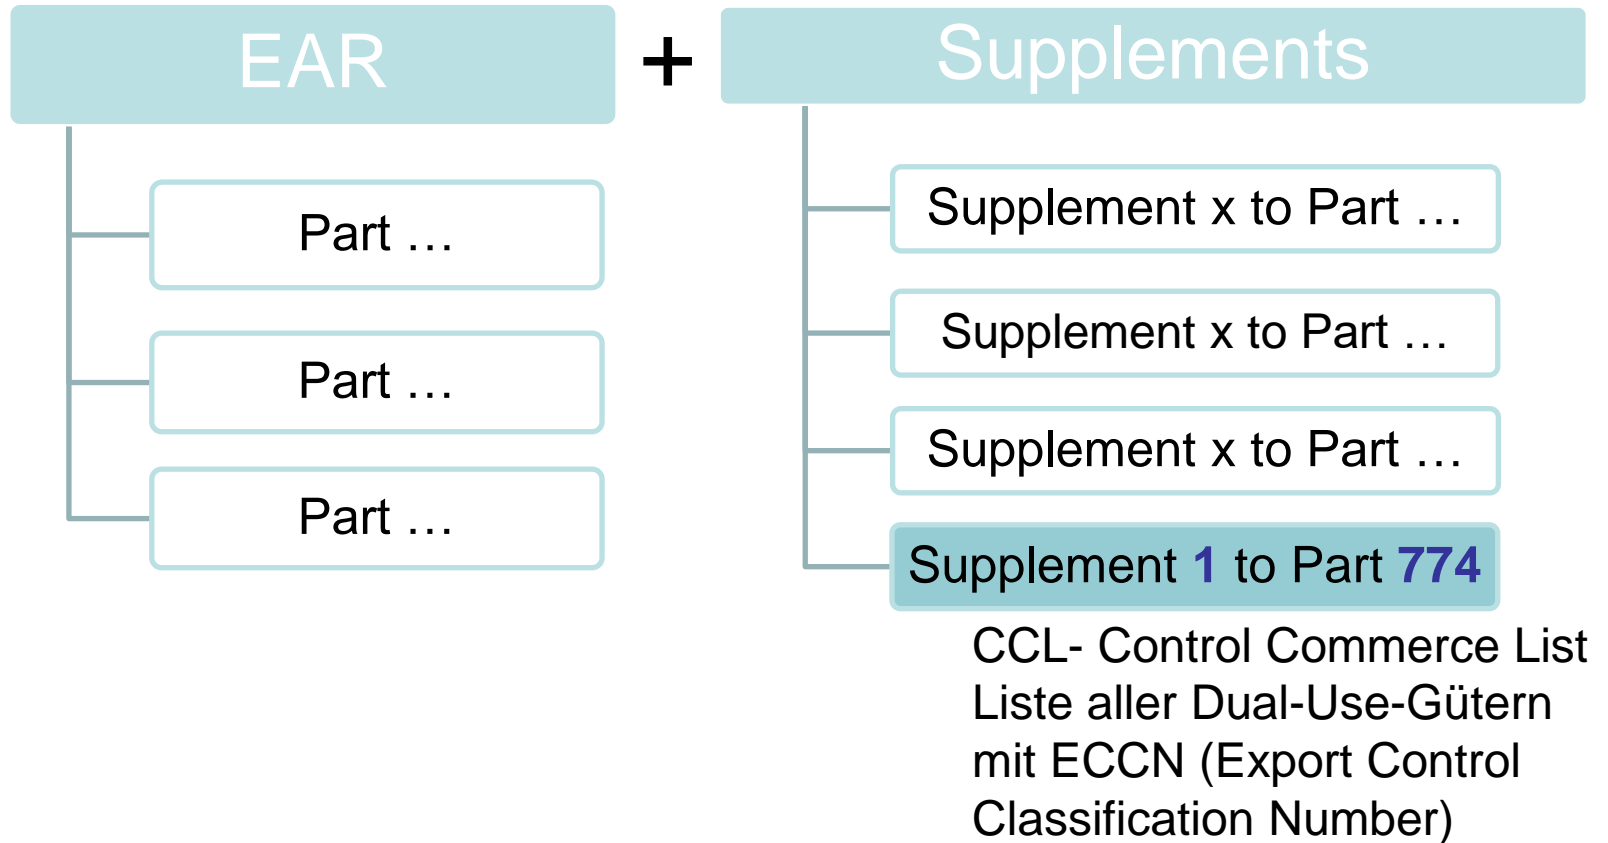 EAR
+
Supplements
Part …
Part …
Part …
Supplement x to Part …
Supplement x to Part …
Supplement x to Part …
Supplement 1 to Part 774
CCL- Control Commerce List
Liste aller Dual-Use-Gütern
mit ECCN (Export Control
Classification Number)